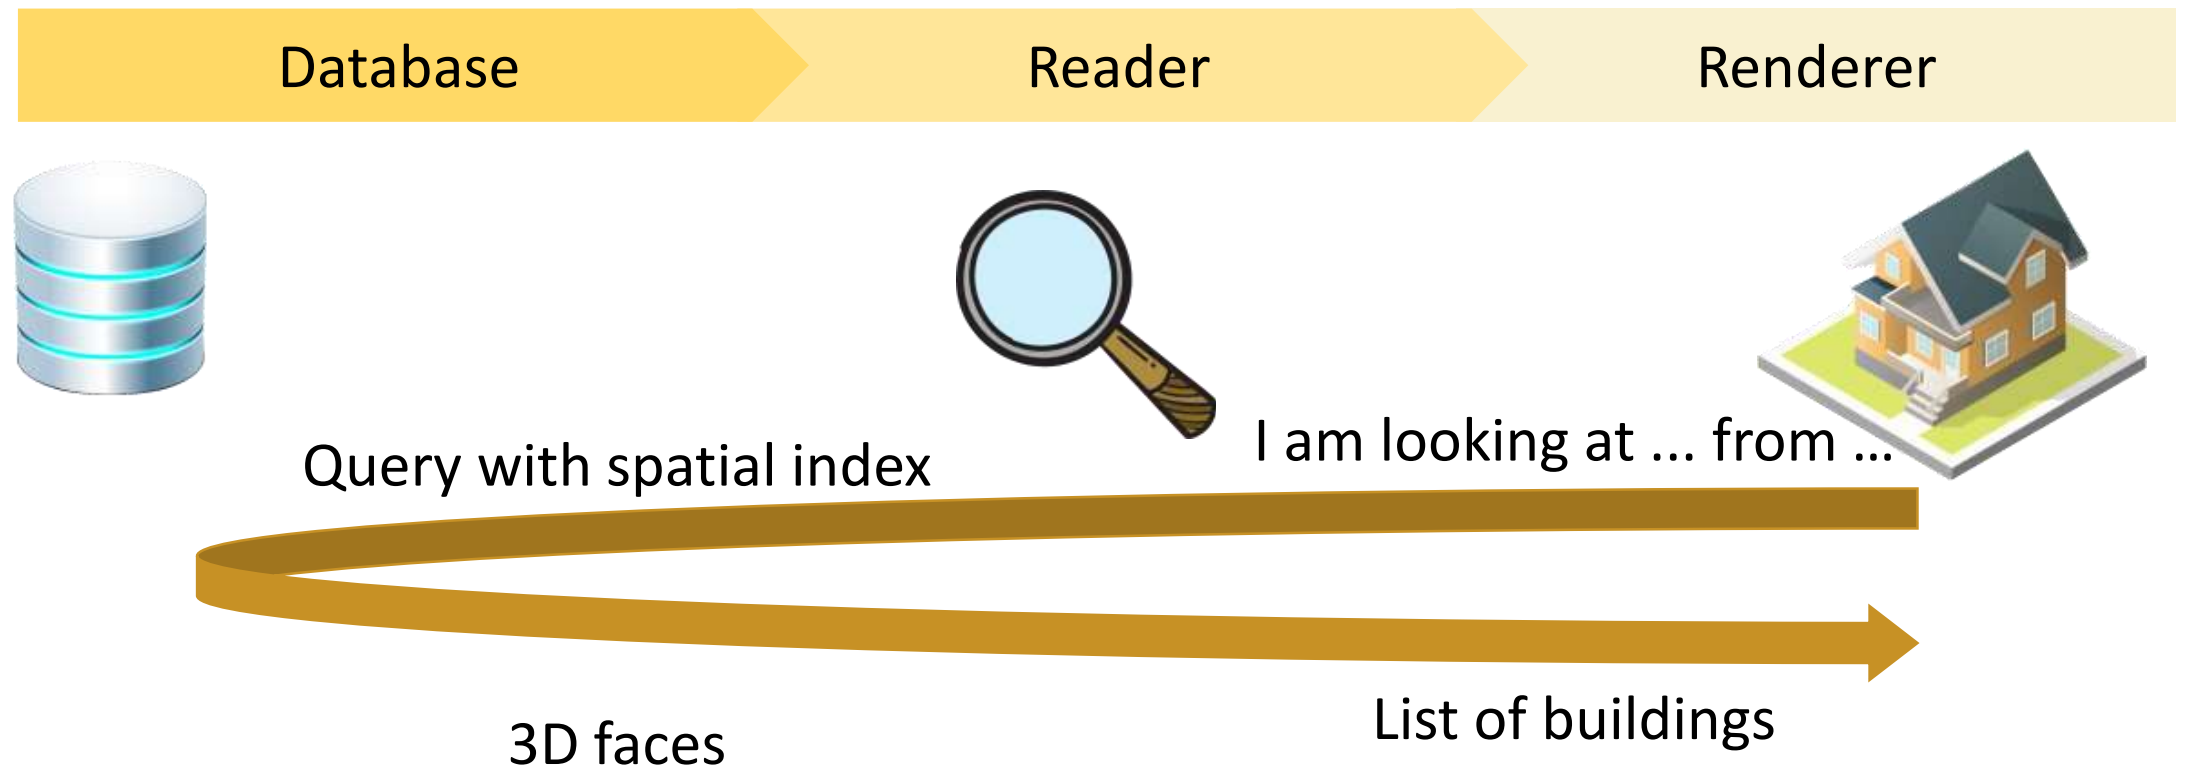 Database
Reader
Renderer
Query with spatial index
I am looking at ... from ...
3D faces
List of buildings